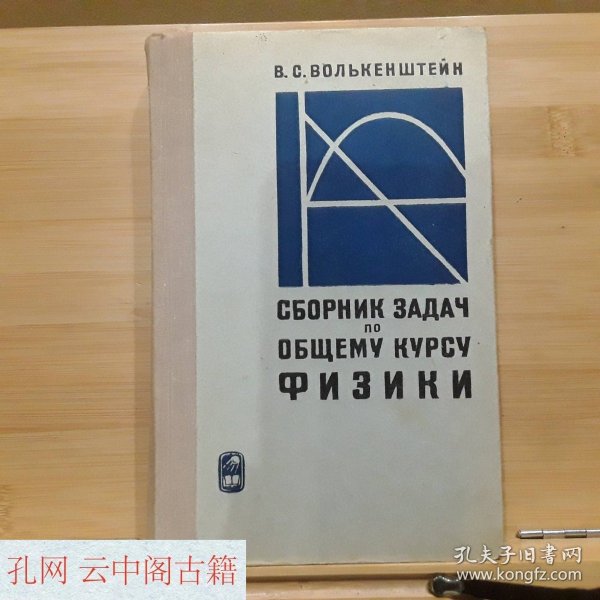 В. С. ВОЛЬКЕНШТЕЙН
СБОРНИК ЗАДАЧ
ПО
ОБЩЕМУ КУРСУ
ФИЗИКИ
孔网 云中阁古籍
孔夫子旧书网
www.kongfz.com